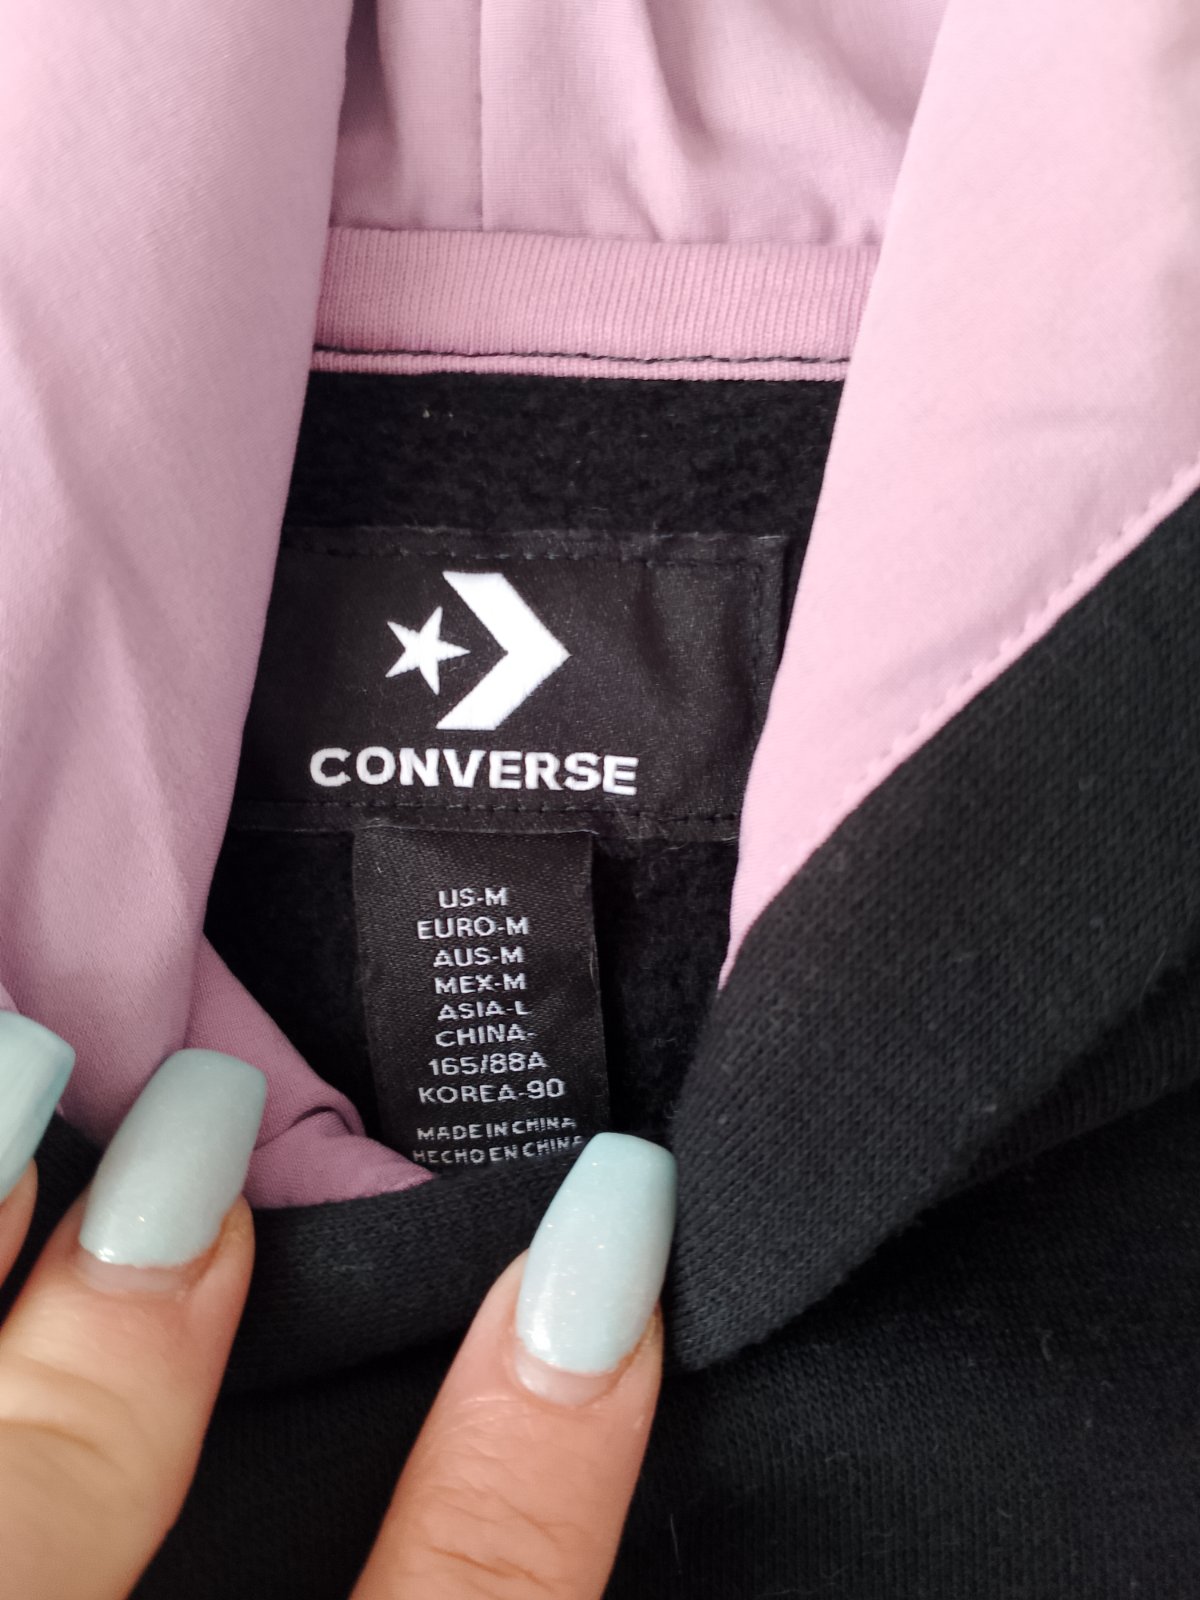 CONVERSE
US-M
EURO-M
AUS-M
MEX-M
ASIA-L
CHINA-
165/88A
KOREA-90
MADE IN CHINA
HECHO EN CHINA